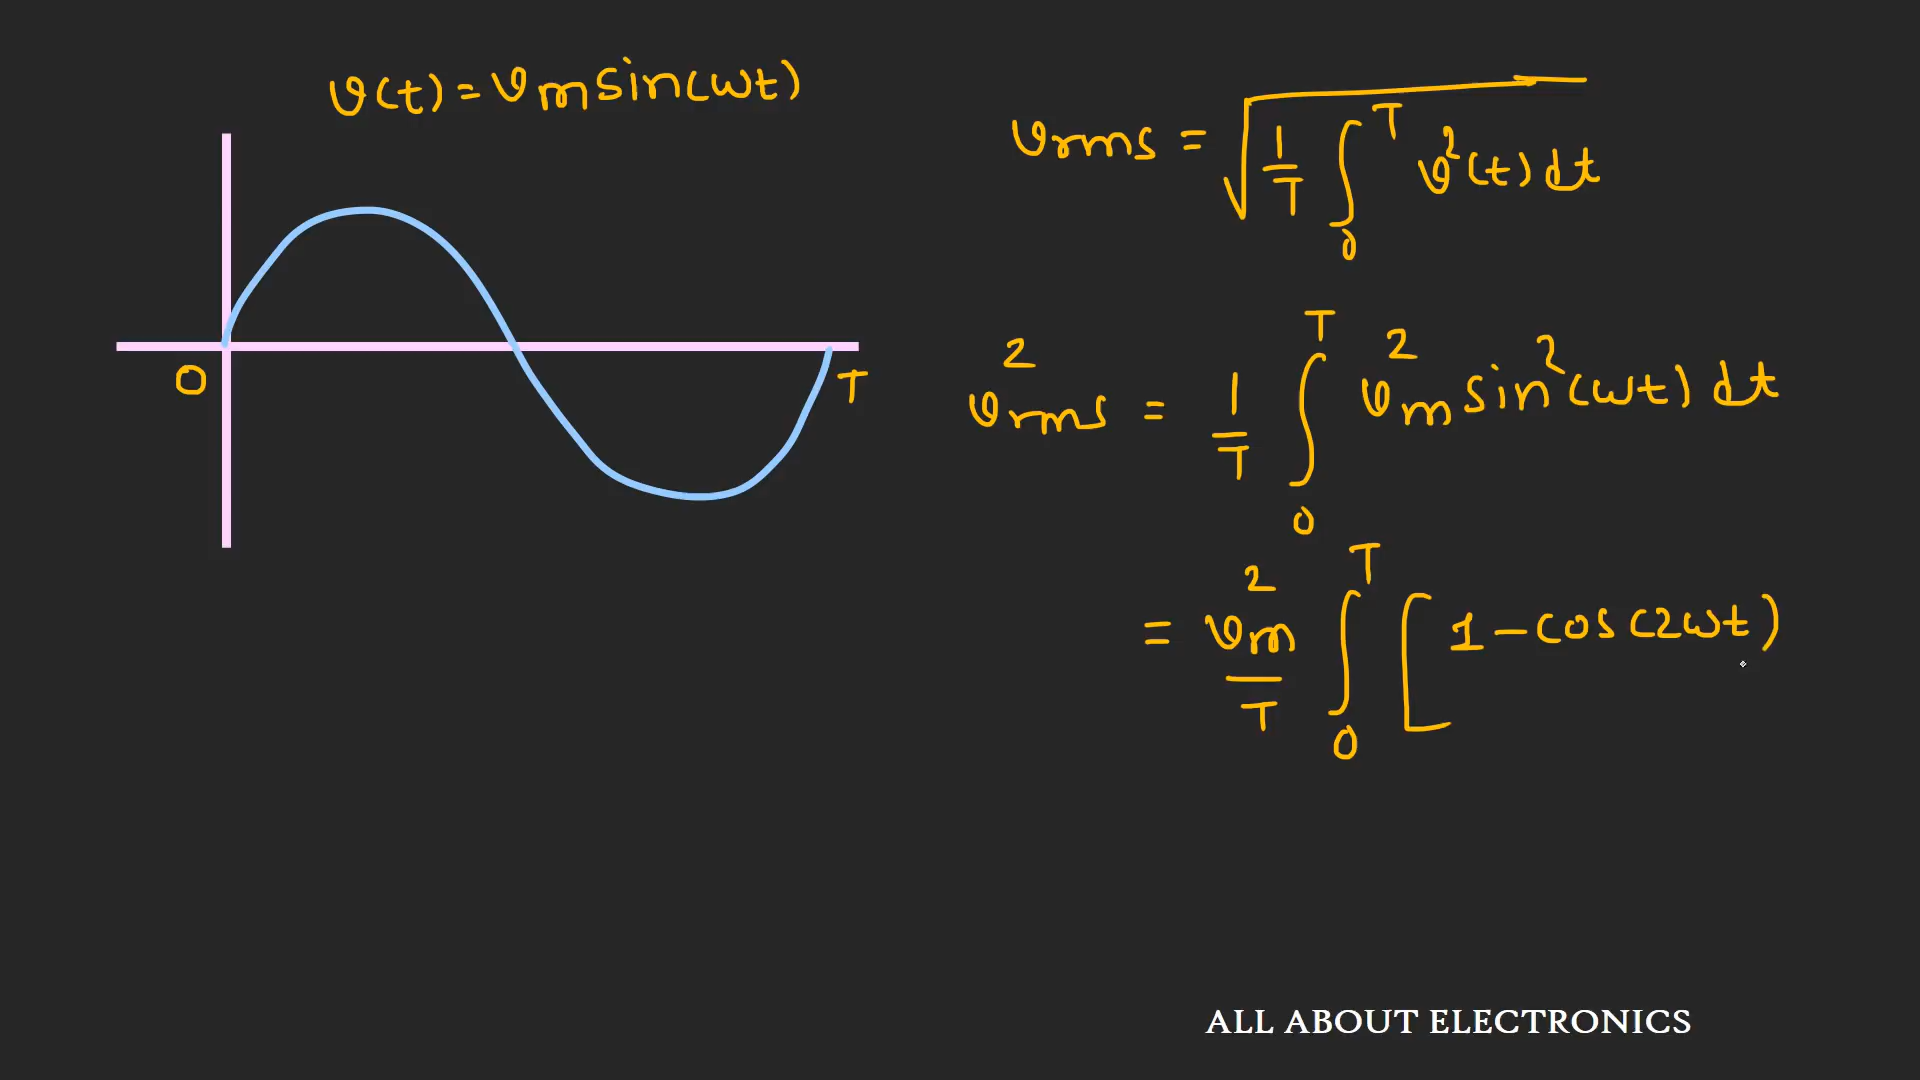 v(t) = vm sin(ωt)
O
T
vrms = √(1/T ∫₀ᵀ v²(t) dt)
v²rms = 1/T ∫₀ᵀ v²m sin²(ωt) dt
= v²m/T ∫₀ᵀ [1 - cos(2ωt)
ALL ABOUT ELECTRONICS